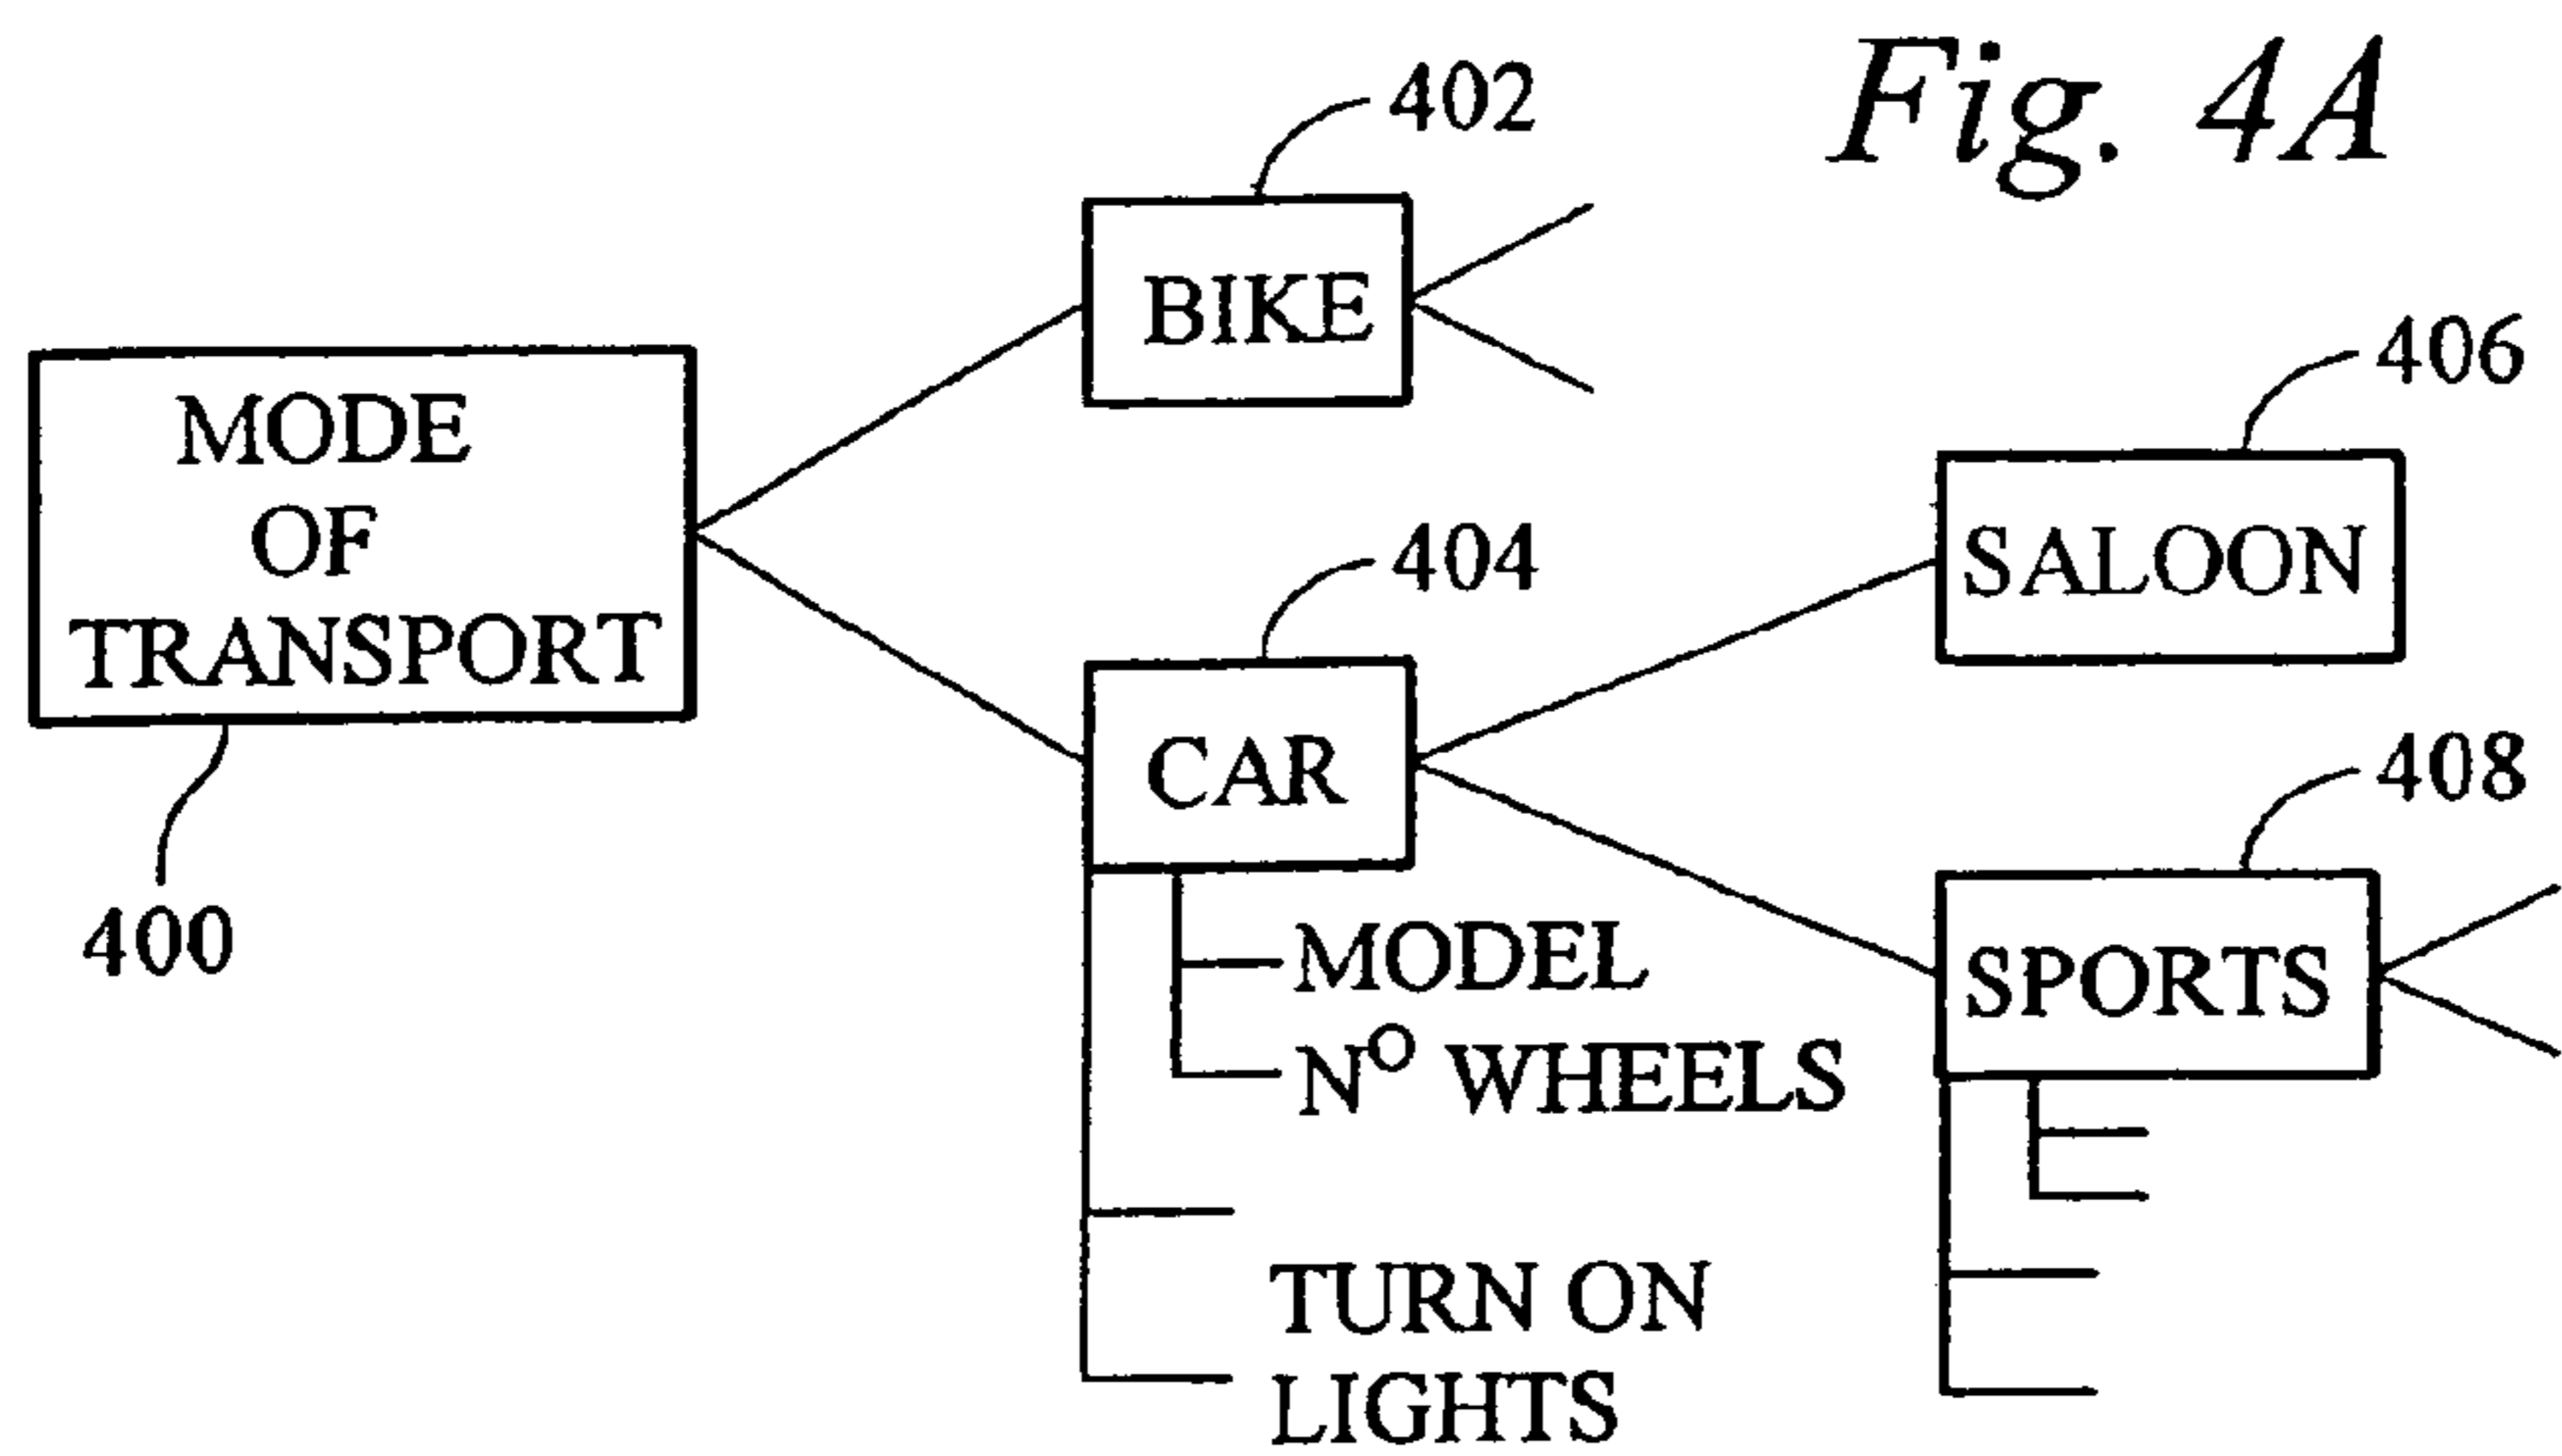 Fig. 4A
402
BIKE
MODE
OF
TRANSPORT
400
406
SALOON
404
CAR
408
SPORTS
MODEL
Nº WHEELS
TURN ON
LIGHTS